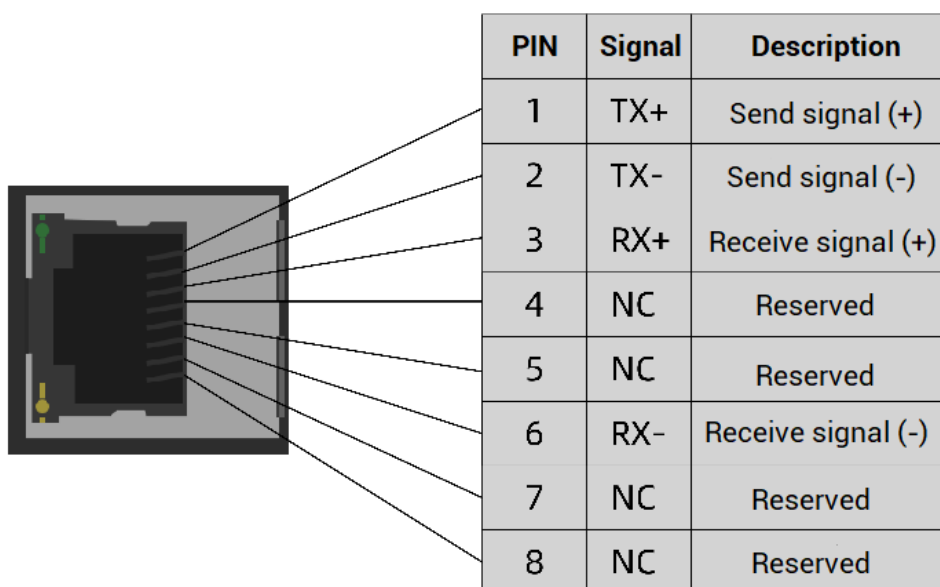 PIN Signal Description
1 TX+ Send signal (+)
2 TX- Send signal (-)
3 RX+ Receive signal (+)
4 NC Reserved
5 NC Reserved
6 RX- Receive signal (-)
7 NC Reserved
8 NC Reserved